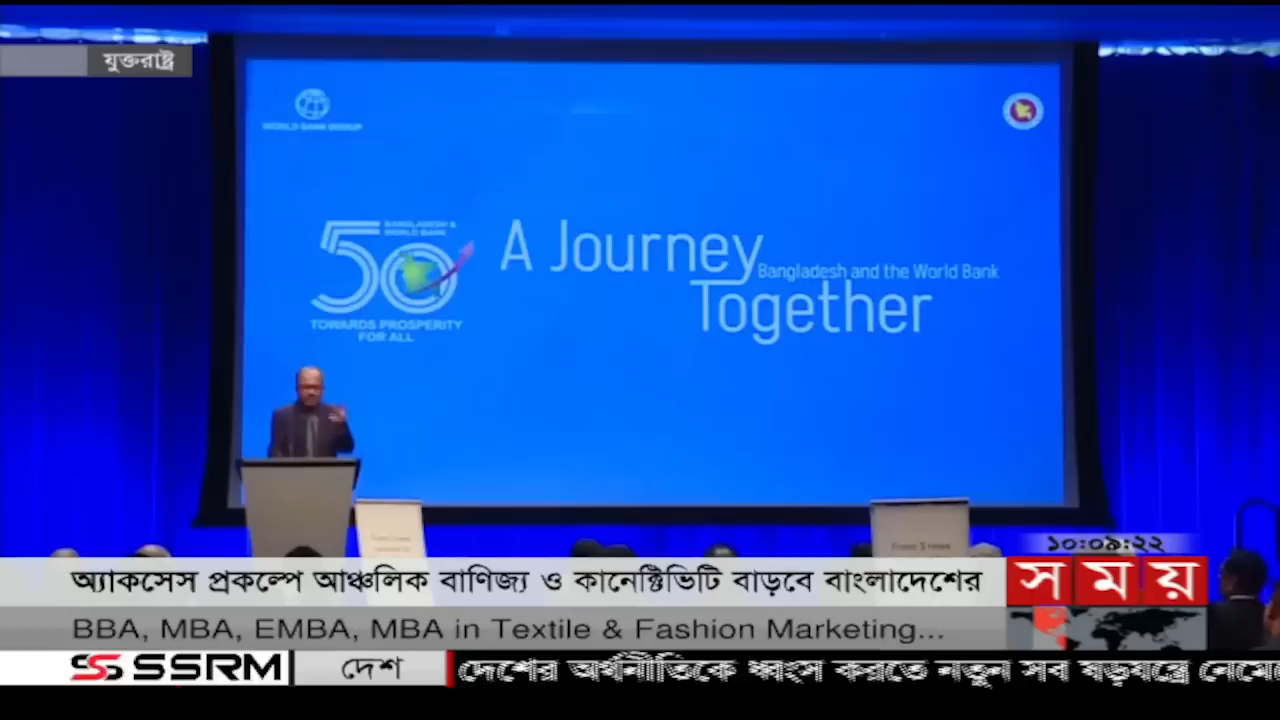 যুক্তরাষ্ট্র
WORLD BANK GROUP
50
BANGLADESH &
WORLD BANK
TOWARDS PROSPERITY
FOR ALL
A Journey
Bangladesh and the World Bank
Together
১০:০৯:২২
অ্যাকসেস প্রকল্পে আঞ্চলিক বাণিজ্য ও কানেক্টিভিটি বাড়বে বাংলাদেশের
সময়
BBA, MBA, EMBA, MBA in Textile & Fashion Marketing...
SSRM
দেশ
দেশের অর্থনীতিকে ধ্বংস করতে নতুন সব ষড়যন্ত্রে নেমে